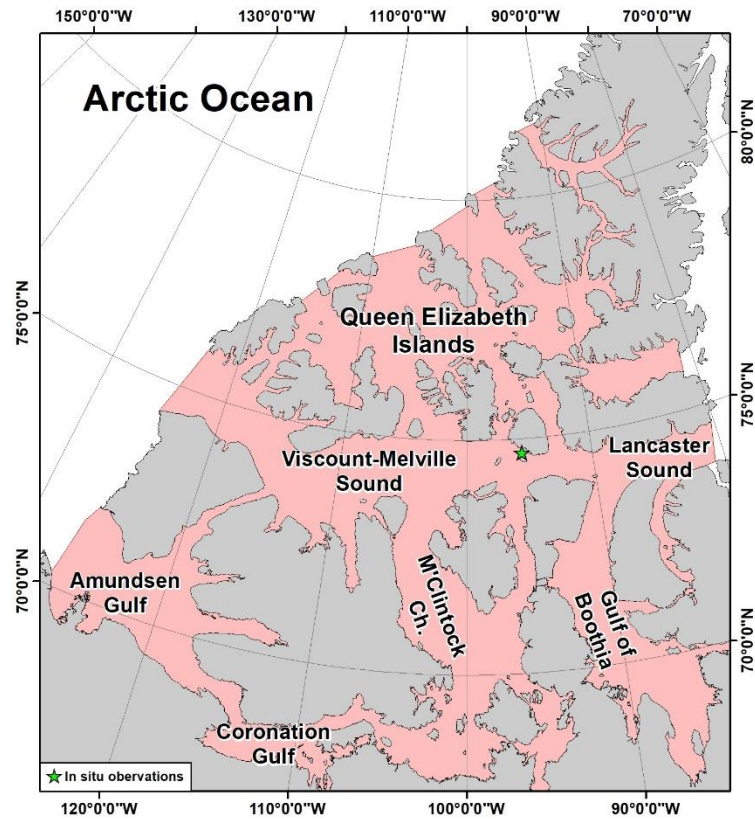 150°0'0"W
130°0'0"W
110°0'0"W
90°0'0"W
70°0'0"W
Arctic Ocean
80°0'0"N
75°0'0"N
Queen Elizabeth
Islands
75°0'0"N
Viscount-Melville
Sound
Lancaster
Sound
70°0'0"N
Amundsen
Gulf
M'Clintock
Ch.
Gulf of
Boothia
70°0'0"N
Coronation
Gulf
In situ obervations
120°0'0"W
110°0'0"W
100°0'0"W
90°0'0"W